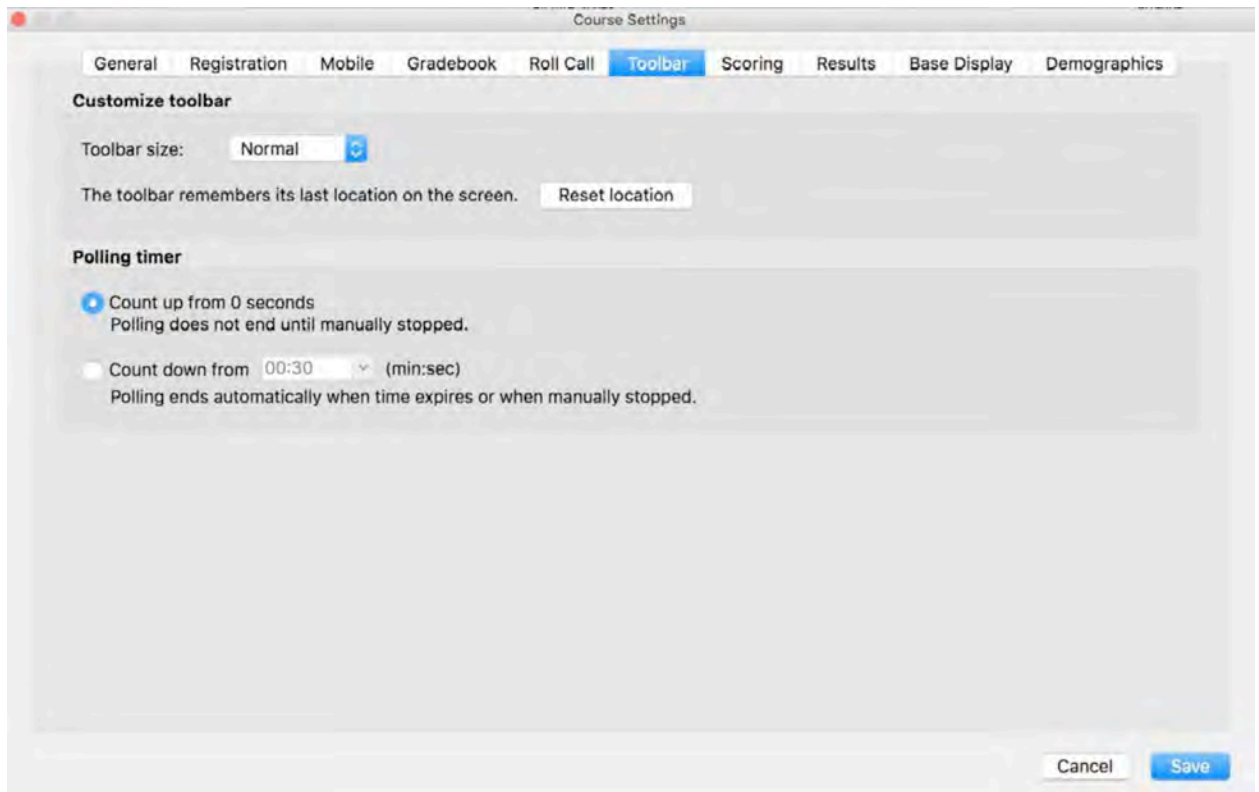 Course Settings
General Registration Mobile Gradebook Roll Call Toolbar Scoring Results Base Display Demographics
Customize toolbar
Toolbar size: Normal
The toolbar remembers its last location on the screen. Reset location
Polling timer
Count up from 0 seconds
Polling does not end until manually stopped.
Count down from 00:30 (min:sec)
Polling ends automatically when time expires or when manually stopped.
Cancel Save